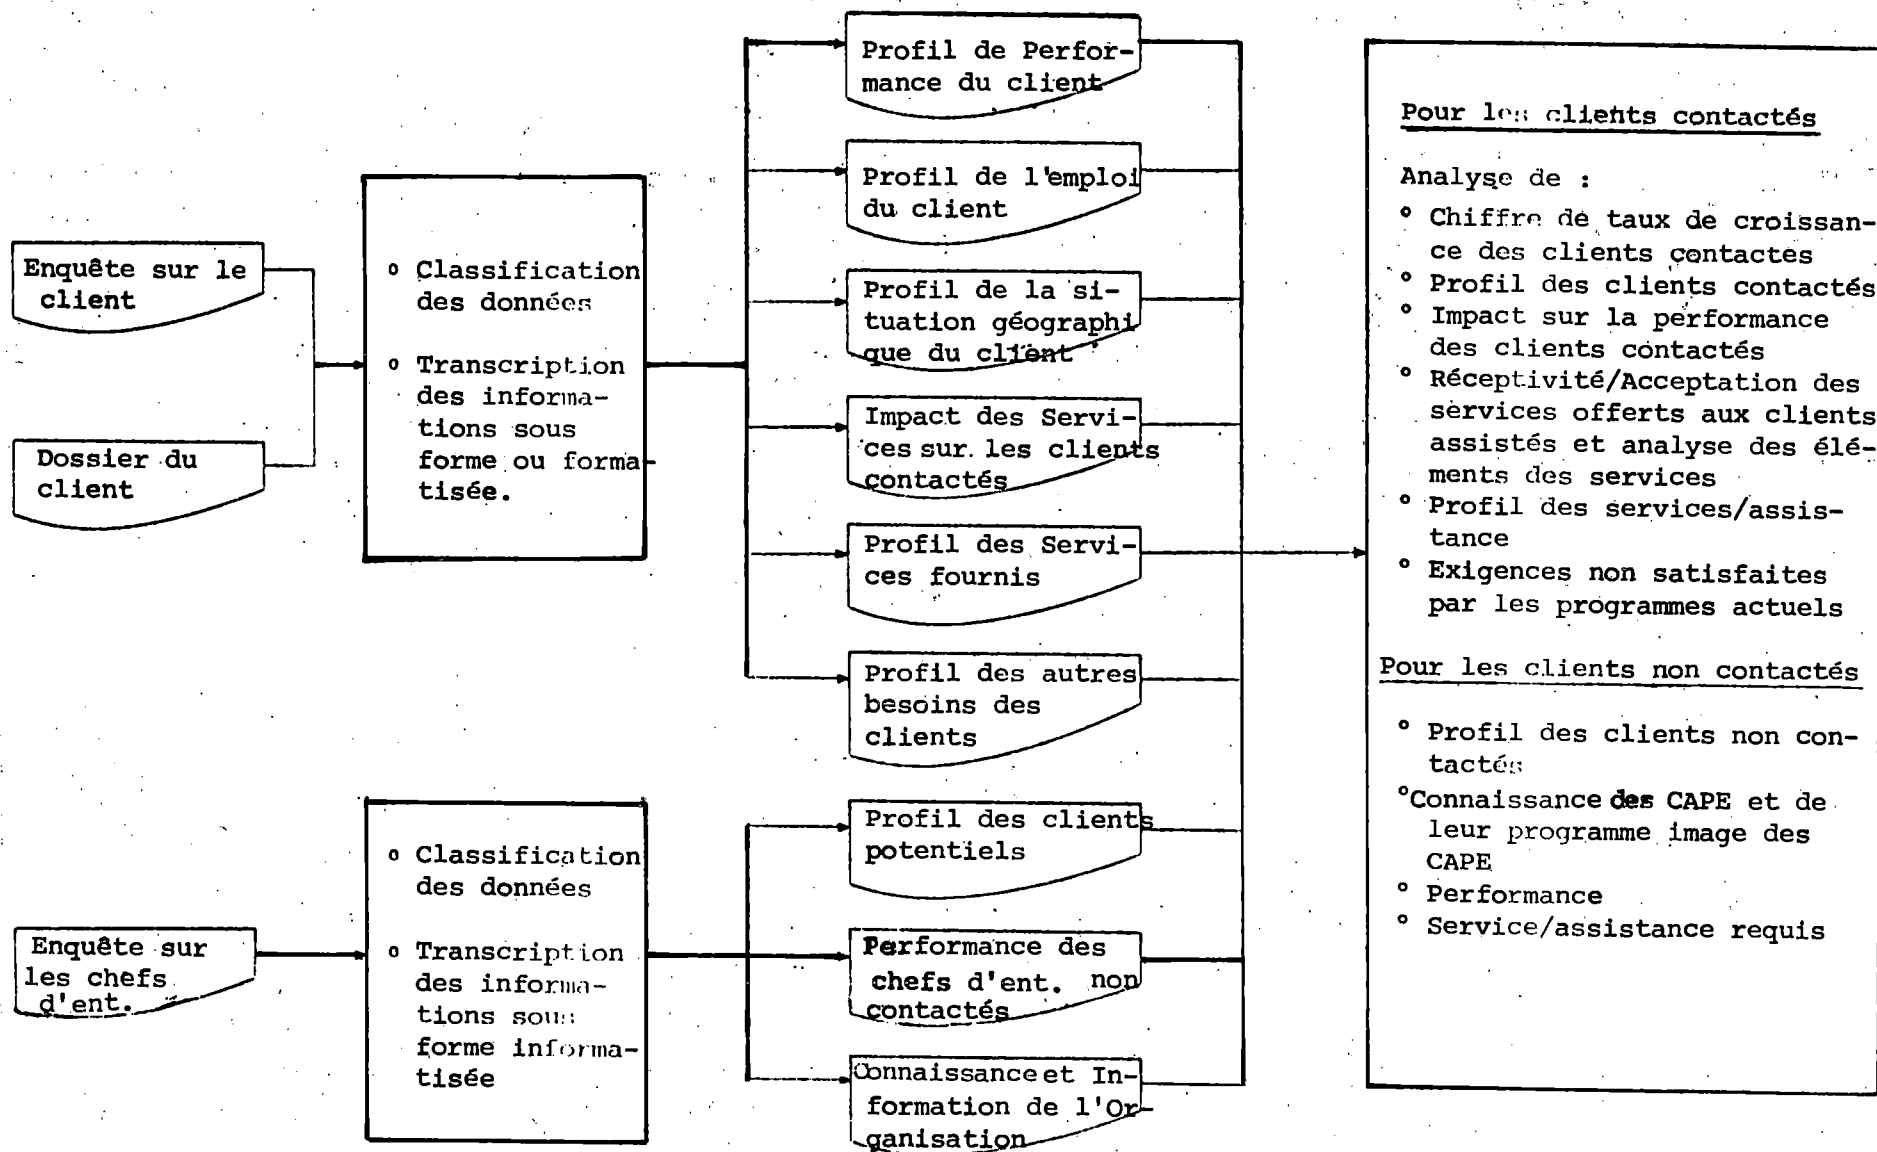 Enquête sur le
client
Dossier du
client
o Classification
des données
o Transcription
des informa-
tions sous
forme ou forma-
tisée.
Profil de Perfor-
mance du client
Profil de l'emploi
du client
Profil de la si-
tuation géographi
que du client
Impact des Servi-
ces sur les clients
contactés
Profil des Servi-
ces fournis
Profil des autres
besoins des
clients
Enquête sur
les chefs
d'ent.
o Classification
des données
o Transcription
des informa-
tions sous
forme informa-
tisée
Profil des clients
potentiels
Performance des
chefs d'ent. non
contactés
Connaissance et In-
formation de l'Or-
ganisation
Pour les clients contactés
Analyse de :
° Chiffre de taux de croissan-
ce des clients contactés
° Profil des clients contactés
° Impact sur la performance
des clients contactés
° Réceptivité/Acceptation des
services offerts aux clients
assistés et analyse des élé-
ments des services
° Profil des services/assis-
tance
° Exigences non satisfaites
par les programmes actuels
Pour les clients non contactés
° Profil des clients non con-
tactés
°Connaissance des CAPE et de
leur programme image des
CAPE
° Performance
° Service/assistance requis